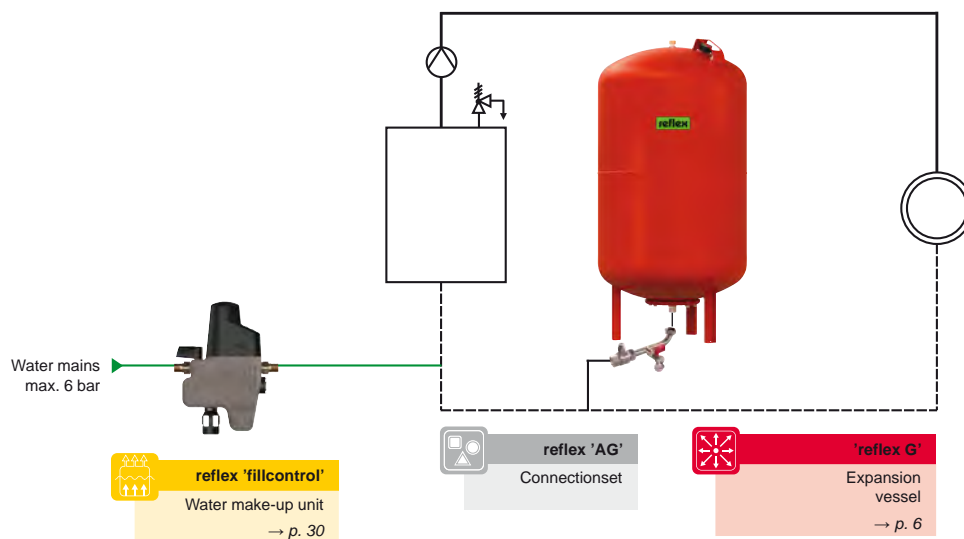 reflex
Water mains
max. 6 bar
reflex 'fillcontrol'
Water make-up unit
→ p. 30
reflex 'AG'
Connectionset
'reflex G'
Expansion
vessel
→ p. 6